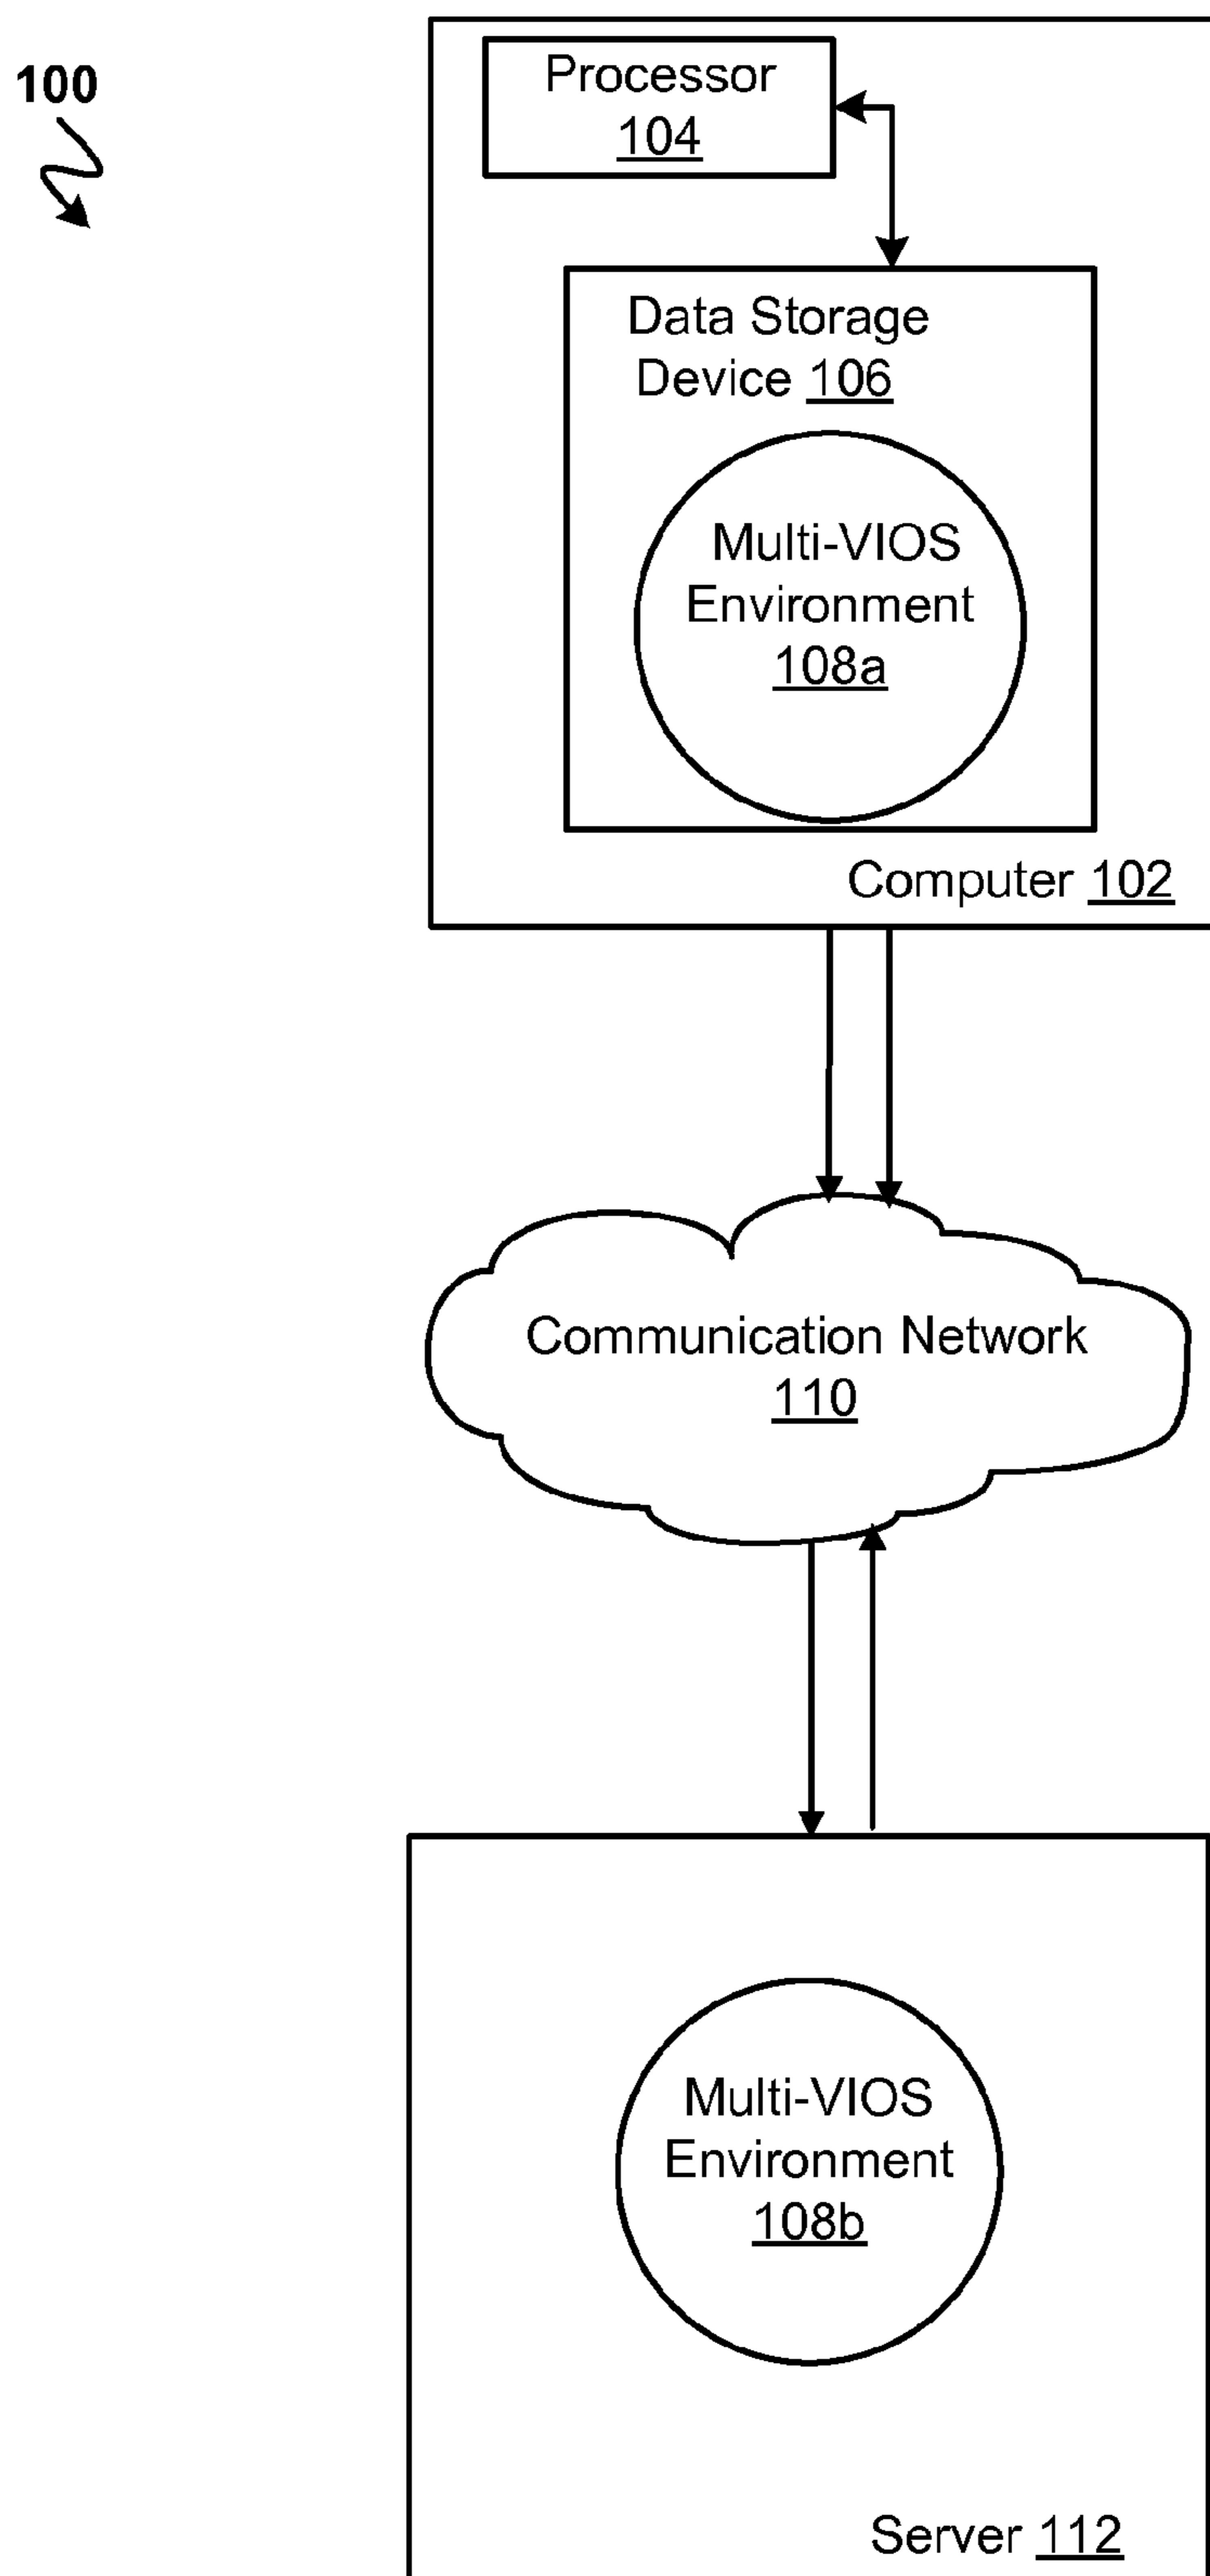 100
Processor
104
Data Storage
Device 106
Multi-VIOS
Environment
108a
Computer 102
Communication Network
110
Multi-VIOS
Environment
108b
Server 112